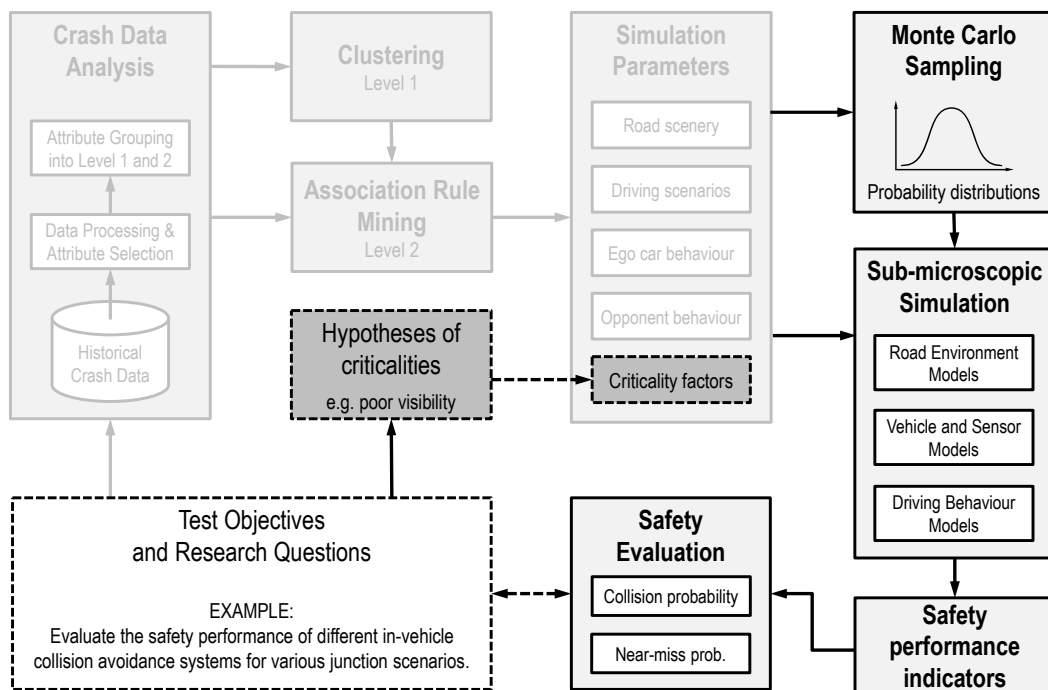 Crash Data
Analysis
Attribute Grouping
into Level 1 and 2
Data Processing &
Attribute Selection
Historical
Crash Data
Clustering
Level 1
Association Rule
Mining
Level 2
Hypotheses of
criticalities
e.g. poor visibility
Simulation
Parameters
Road scenery
Driving scenarios
Ego car behaviour
Opponent behaviour
Criticality factors
Monte Carlo
Sampling
Probability distributions
Sub-microscopic
Simulation
Road Environment
Models
Vehicle and Sensor
Models
Driving Behaviour
Models
Test Objectives
and Research Questions
EXAMPLE:
Evaluate the safety performance of different in-vehicle
collision avoidance systems for various junction scenarios.
Safety
Evaluation
Collision probability
Near-miss prob.
Safety
performance
indicators